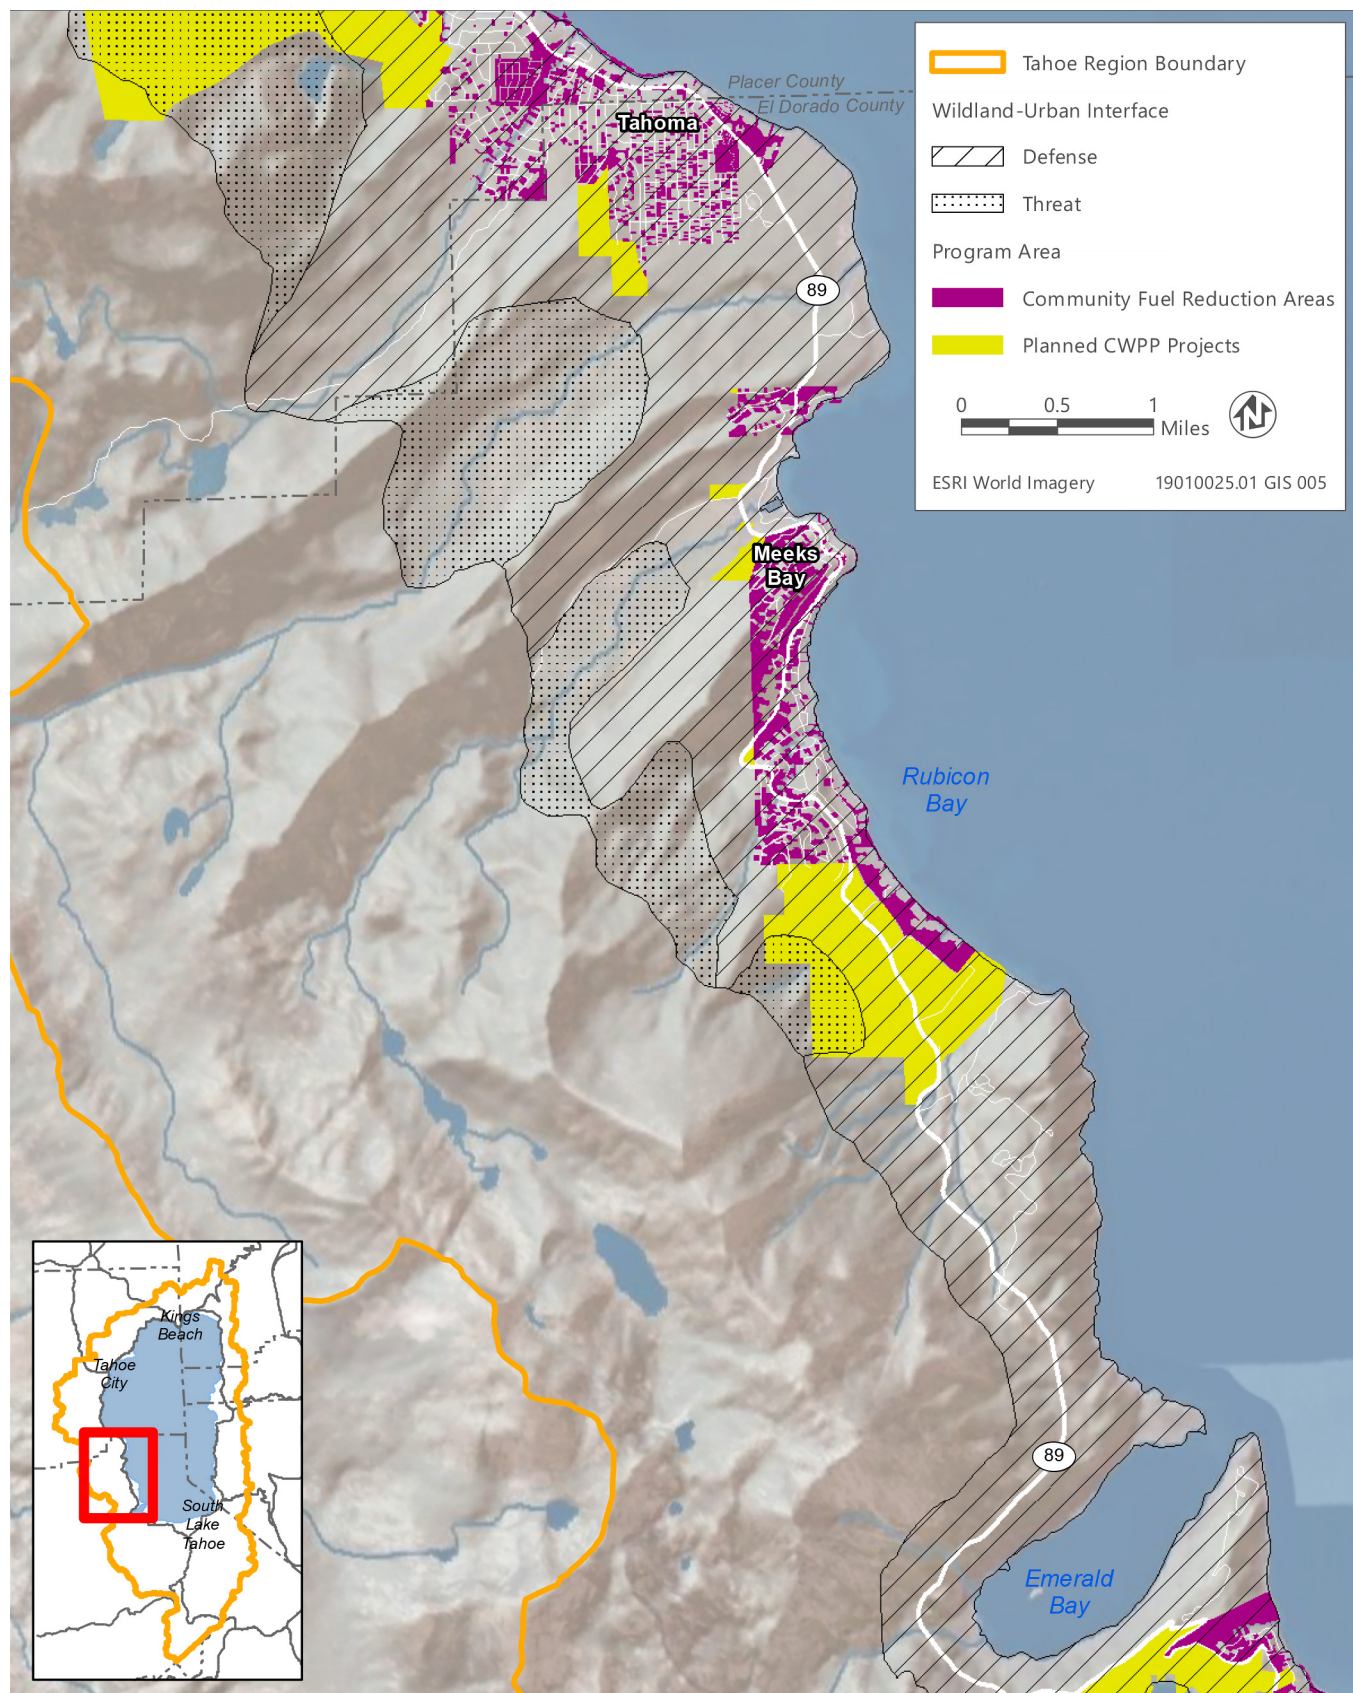 Placer County
El Dorado County
Tahoma
89
Meeks
Bay
Rubicon
Bay
89
Emerald
Bay
Tahoe Region Boundary
Wildland-Urban Interface
Defense
Threat
Program Area
Community Fuel Reduction Areas
Planned CWPP Projects
0 0.5 1
Miles
N
ESRI World Imagery 19010025.01 GIS 005
Kings
Beach
Tahoe
City
South
Lake
Tahoe